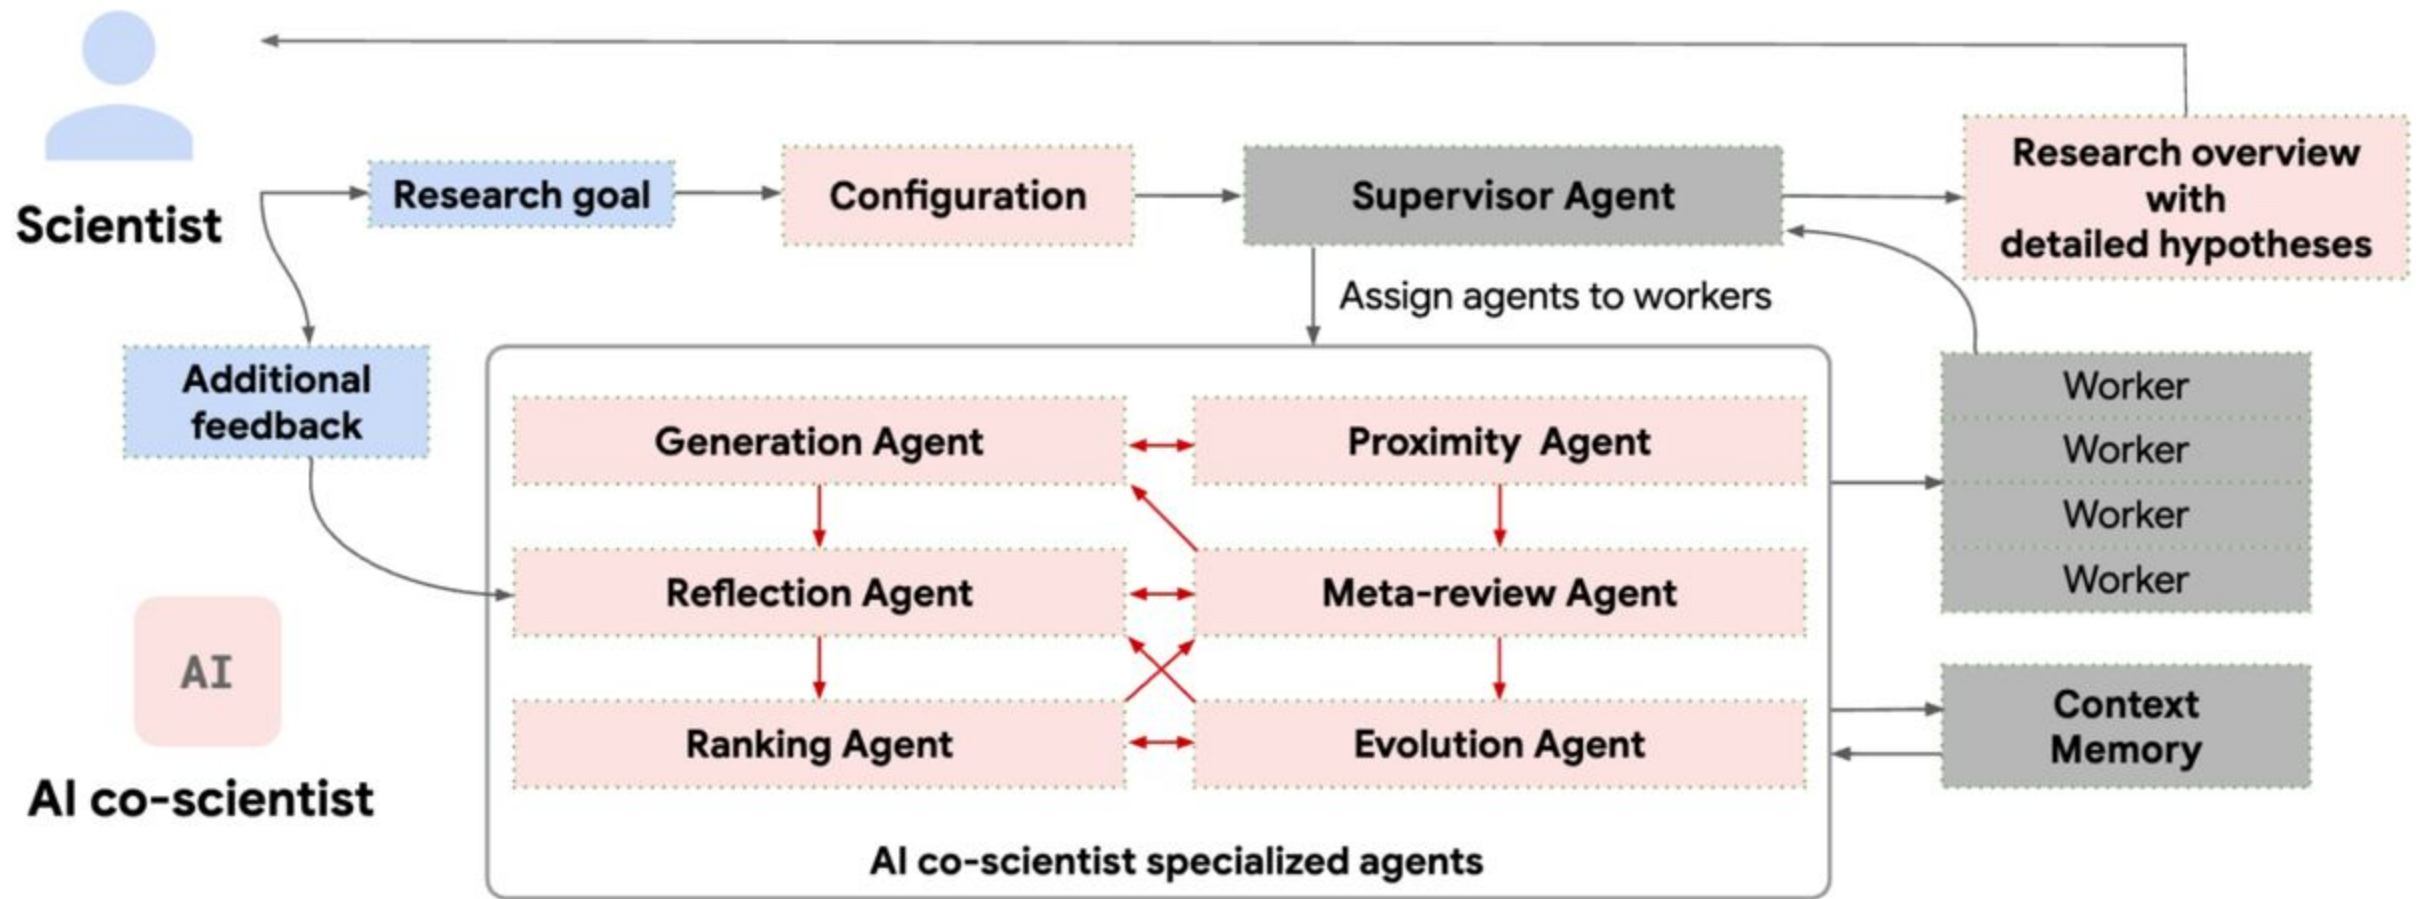 Scientist
Research goal
Configuration
Supervisor Agent
Research overview
with
detailed hypotheses
Assign agents to workers
Additional
feedback
Generation Agent
Proximity Agent
Reflection Agent
Meta-review Agent
Ranking Agent
Evolution Agent
AI co-scientist specialized agents
Worker
Worker
Worker
Worker
Context
Memory
AI
AI co-scientist